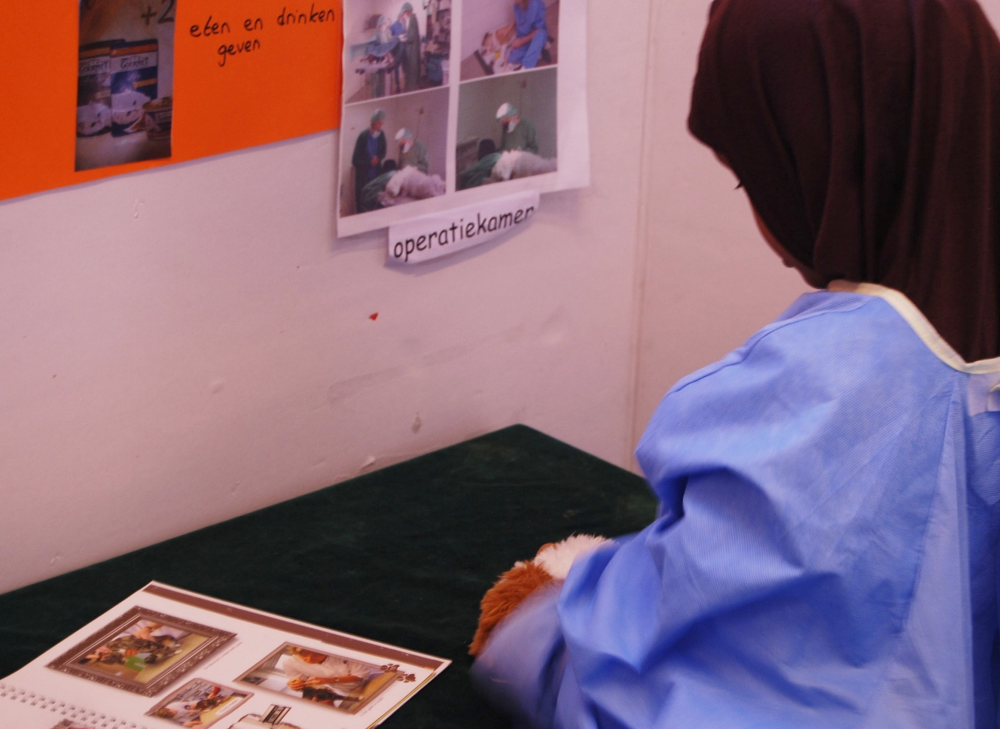 +2
eten en drinken
geven
operatiekamer